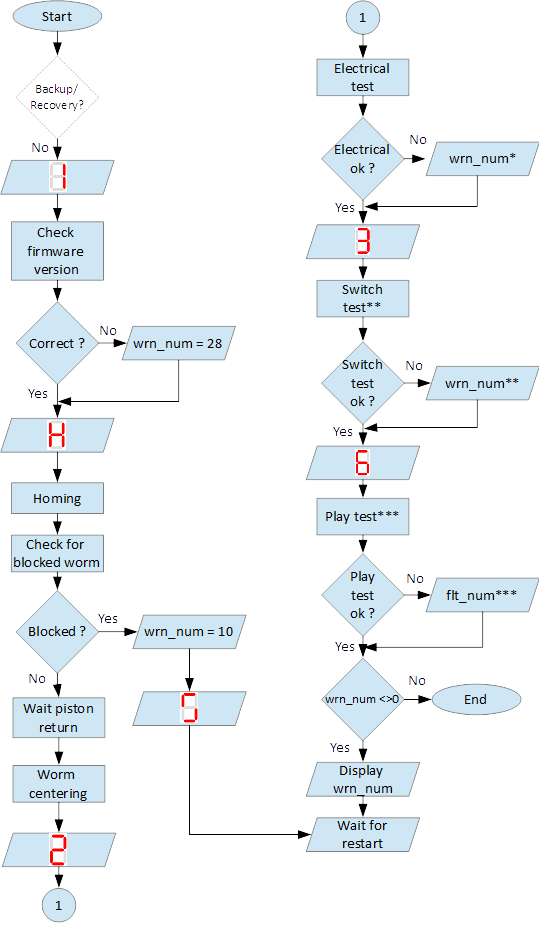 Start
Backup/
Recovery?
No
1
Check
firmware
version
Correct ?
No
wrn_num = 28
Yes
H
Homing
Check for
blocked worm
Blocked ?
Yes
wrn_num = 10
No
5
Wait piston
return
Worm
centering
2
1
1
Electrical
test
Electrical
ok ?
No
wrn_num*
Yes
3
Switch
test**
Switch
test
ok ?
No
wrn_num**
Yes
6
Play test***
Play
test
ok ?
No
flt_num***
Yes
wrn_num <>0
No
End
Yes
Display
wrn_num
Wait for
restart